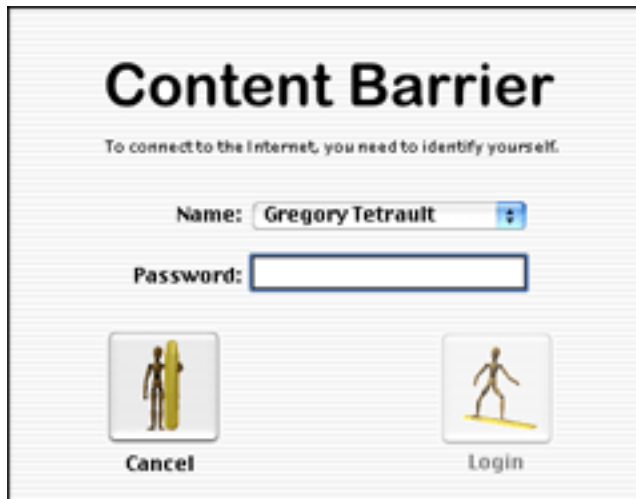 Content Barrier
To connect to the Internet, you need to identify yourself.
Name: Gregory Tetrault
Password:
Cancel Login